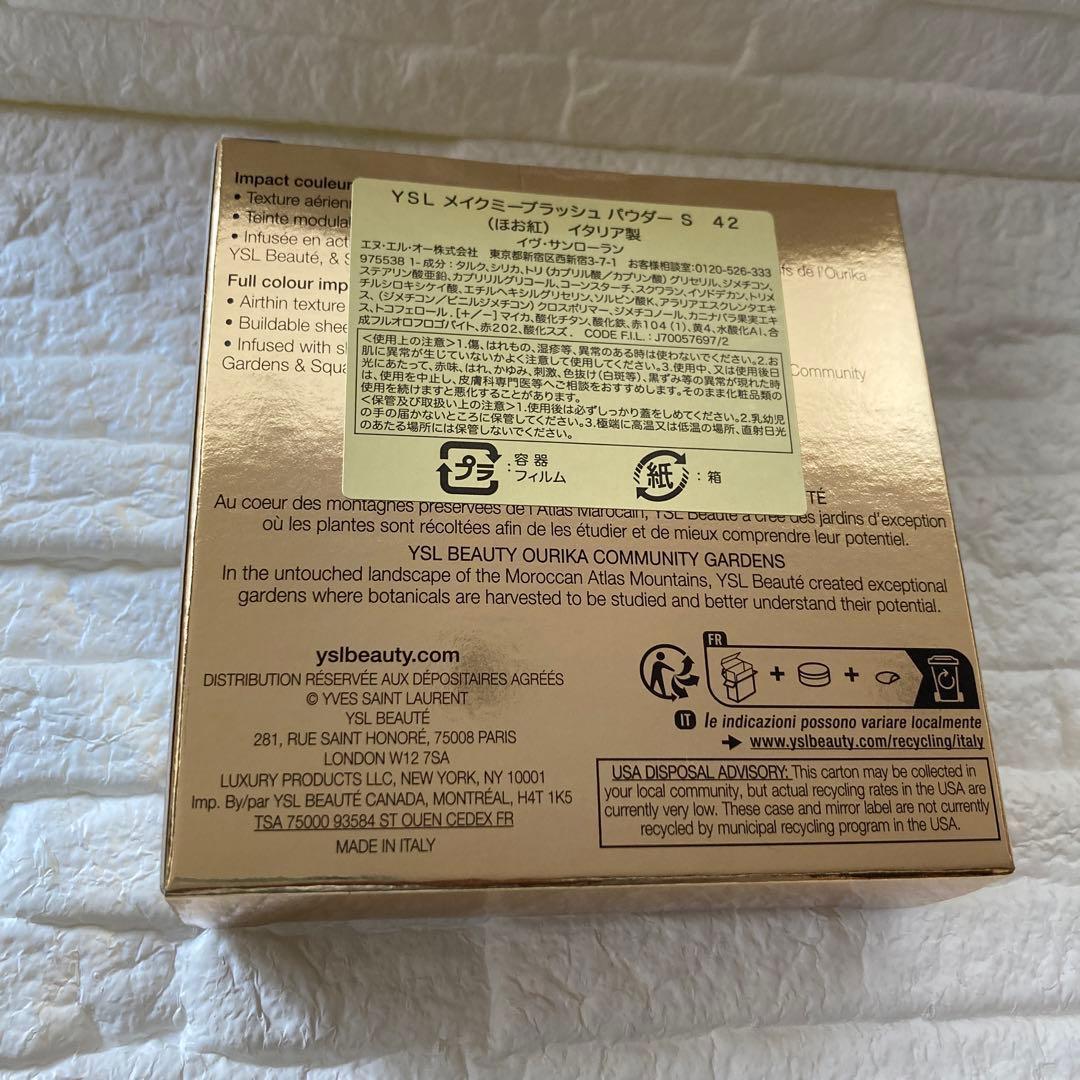 Impact couleur
• Texture aérien
• Teinte modula
• Infusée en act
fs de l'Ourika
YSL Beauté, &
Full colour imp
• Airthin texture
• Buildable shee
• Infused with
Community
Gardens & Squa
YSL メイクミーブラッシュ パウダー S 42
(ほお紅) イタリア製
イヴ・サンローラン
エヌ・エル・オー株式会社 東京都新宿区西新宿3-7-1 お客様相談室:0120-526-333
975538 1- 成分:タルク、シリカ、トリ(カプリル酸/カプリン酸)グリセリル、ジメチコン、
ステアリン酸亜鉛、カプリリルグリコール、コーンスターチ、スクワラン、イソドデカン、トリメ
チルシロキシケイ酸、エチルヘキシルグリセリン、ソルビン酸K、アラリアエスクレンタエキ
ス、(ジメチコン/ビニルジメチコン)クロスポリマー、ジメチコノール、カニナバラ果実エキ
ス、トコフェロール、[+/-]マイカ、酸化チタン、酸化鉄、赤104(1)、黄4、水酸化Al、合
成フルオロフロゴパイト、赤202、酸化スズ. CODE F.I.L. : J70057697/2
<使用上の注意>1.傷、はれもの、湿疹等、異常のある時は使わないでください。2.お
肌に異常が生じていないかよく注意して使用してください。3.使用中、又は使用後日
光にあたって、赤味、はれ、かゆみ、刺激、色抜け(白斑等)、黒ずみ等の異常が現れた時
は、使用を中止し、皮膚科専門医等へご相談をおすすめします。そのまま化粧品類の
使用を続けますと悪化することがあります。
<保管及び取扱い上の注意>1.使用後は必ずしっかり蓋をしめてください。2.乳幼児
の手の届かないところに保管してください。3.極端に高温又は低温の場所、直射日光
のあたる場所には保管しないでください。
プラ : 容器 フィルム 紙 : 箱
TÉ
Au coeur des montagnes préservées de l'Atlas Marocain, YSL Beauté a créé des jardins d'exception
où les plantes sont récoltées afin de les étudier et de mieux comprendre leur potentiel.
YSL BEAUTY OURIKA COMMUNITY GARDENS
In the untouched landscape of the Moroccan Atlas Mountains, YSL Beauté created exceptional
gardens where botanicals are harvested to be studied and better understand their potential.
yslbeauty.com
DISTRIBUTION RÉSERVÉE AUX DÉPOSITAIRES AGRÉÉS
© YVES SAINT LAURENT
YSL BEAUTÉ
281, RUE SAINT HONORÉ, 75008 PARIS
LONDON W12 7SA
LUXURY PRODUCTS LLC, NEW YORK, NY 10001
Imp. By/par YSL BEAUTÉ CANADA, MONTRÉAL, H4T 1K5
TSA 75000 93584 ST OUEN CEDEX FR
MADE IN ITALY
FR
+ +
IT le indicazioni possono variare localmente
➔ www.yslbeauty.com/recycling/italy
USA DISPOSAL ADVISORY: This carton may be collected in
your local community, but actual recycling rates in the USA are
currently very low. These case and mirror label are not currently
recycled by municipal recycling program in the USA.